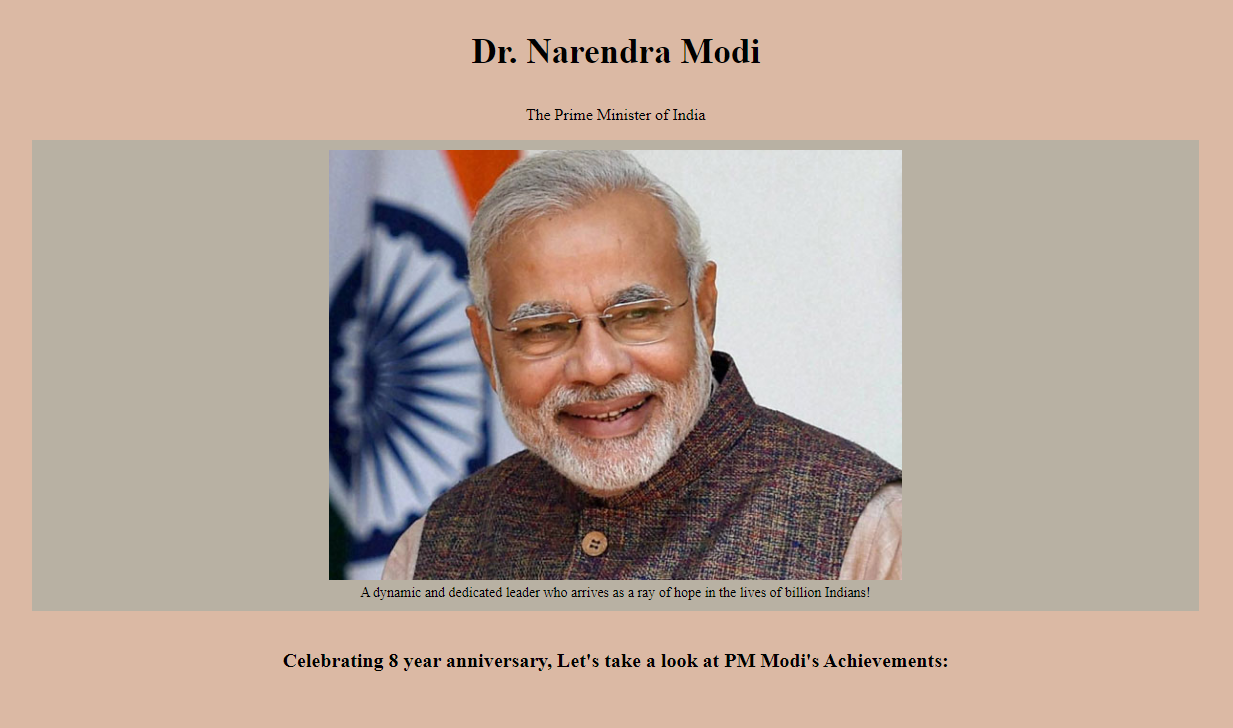 Dr. Narendra Modi
The Prime Minister of India
A dynamic and dedicated leader who arrives as a ray of hope in the lives of billion Indians!
Celebrating 8 year anniversary, Let's take a look at PM Modi's Achievements: